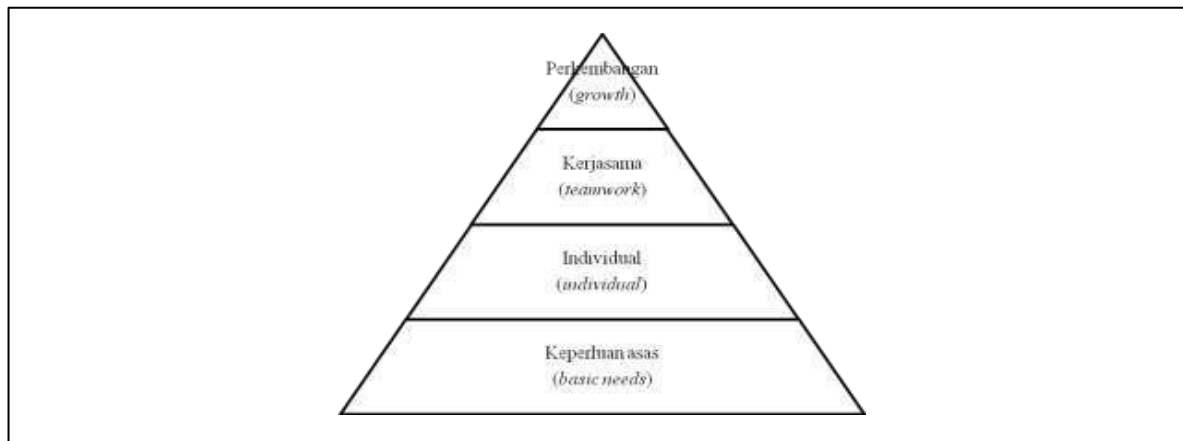 Perkembangan
(growth)
Kerjasama
(teamwork)
Individual
(individual)
Keperluan asas
(basic needs)